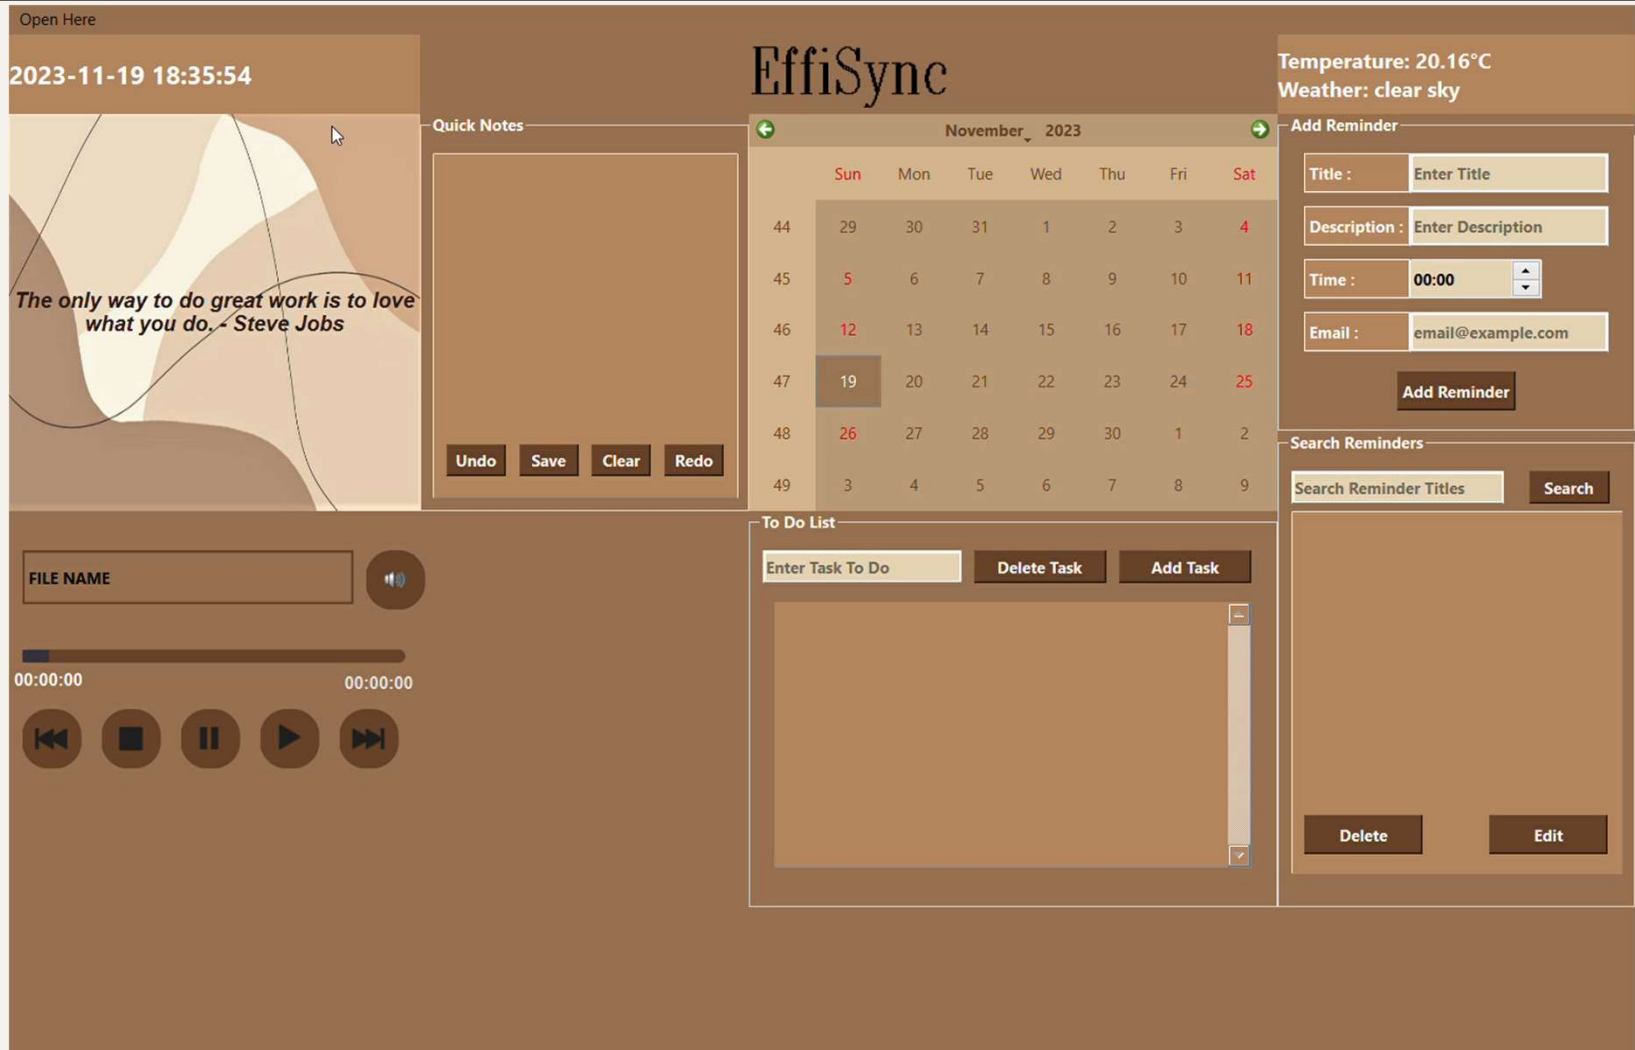 Open Here
2023-11-19 18:35:54
EffiSync
Temperature: 20.16°C
Weather: clear sky
The only way to do great work is to love
what you do. - Steve Jobs
Quick Notes
Undo Save Clear Redo
November 2023
Sun Mon Tue Wed Thu Fri Sat
44 29 30 31 1 2 3 4
45 5 6 7 8 9 10 11
46 12 13 14 15 16 17 18
47 19 20 21 22 23 24 25
48 26 27 28 29 30 1 2
49 3 4 5 6 7 8 9
Add Reminder
Title : Enter Title
Description : Enter Description
Time : 00:00
Email : email@example.com
Add Reminder
Search Reminders
Search Reminder Titles Search
Delete Edit
FILE NAME
00:00:00 00:00:00
To Do List
Enter Task To Do Delete Task Add Task